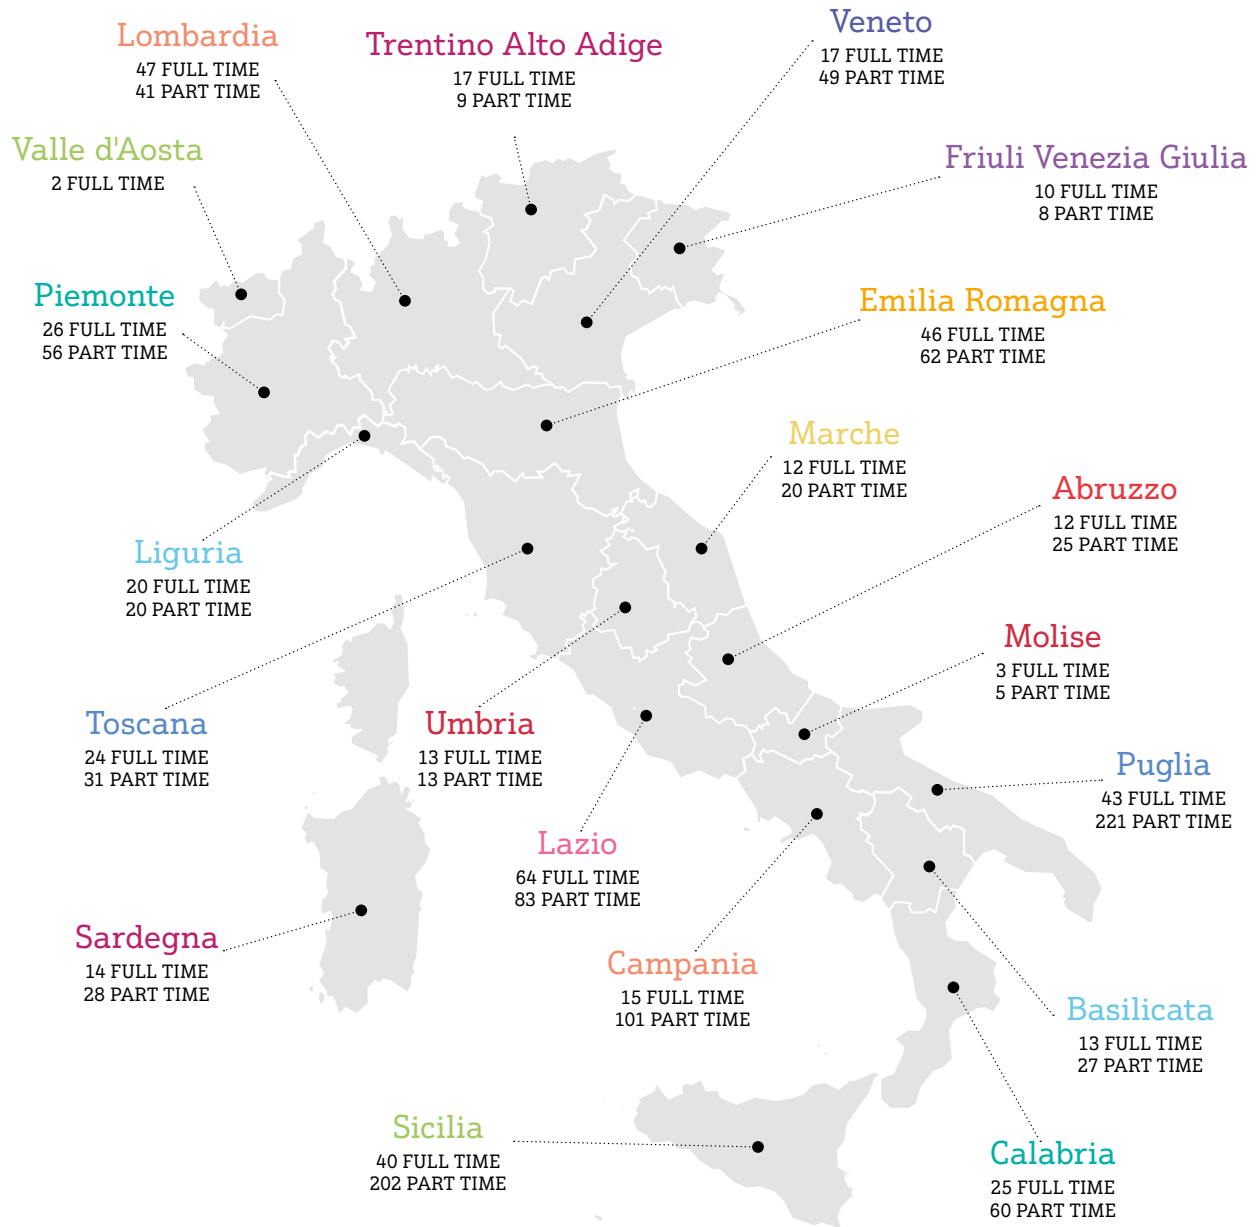 Lombardia
47 FULL TIME
41 PART TIME
Trentino Alto Adige
17 FULL TIME
9 PART TIME
Veneto
17 FULL TIME
49 PART TIME
Valle d'Aosta
2 FULL TIME
Friuli Venezia Giulia
10 FULL TIME
8 PART TIME
Piemonte
26 FULL TIME
56 PART TIME
Emilia Romagna
46 FULL TIME
62 PART TIME
Marche
12 FULL TIME
20 PART TIME
Abruzzo
12 FULL TIME
25 PART TIME
Liguria
20 FULL TIME
20 PART TIME
Molise
3 FULL TIME
5 PART TIME
Toscana
24 FULL TIME
31 PART TIME
Umbria
13 FULL TIME
13 PART TIME
Puglia
43 FULL TIME
221 PART TIME
Lazio
64 FULL TIME
83 PART TIME
Sardegna
14 FULL TIME
28 PART TIME
Campania
15 FULL TIME
101 PART TIME
Basilicata
13 FULL TIME
27 PART TIME
Sicilia
40 FULL TIME
202 PART TIME
Calabria
25 FULL TIME
60 PART TIME